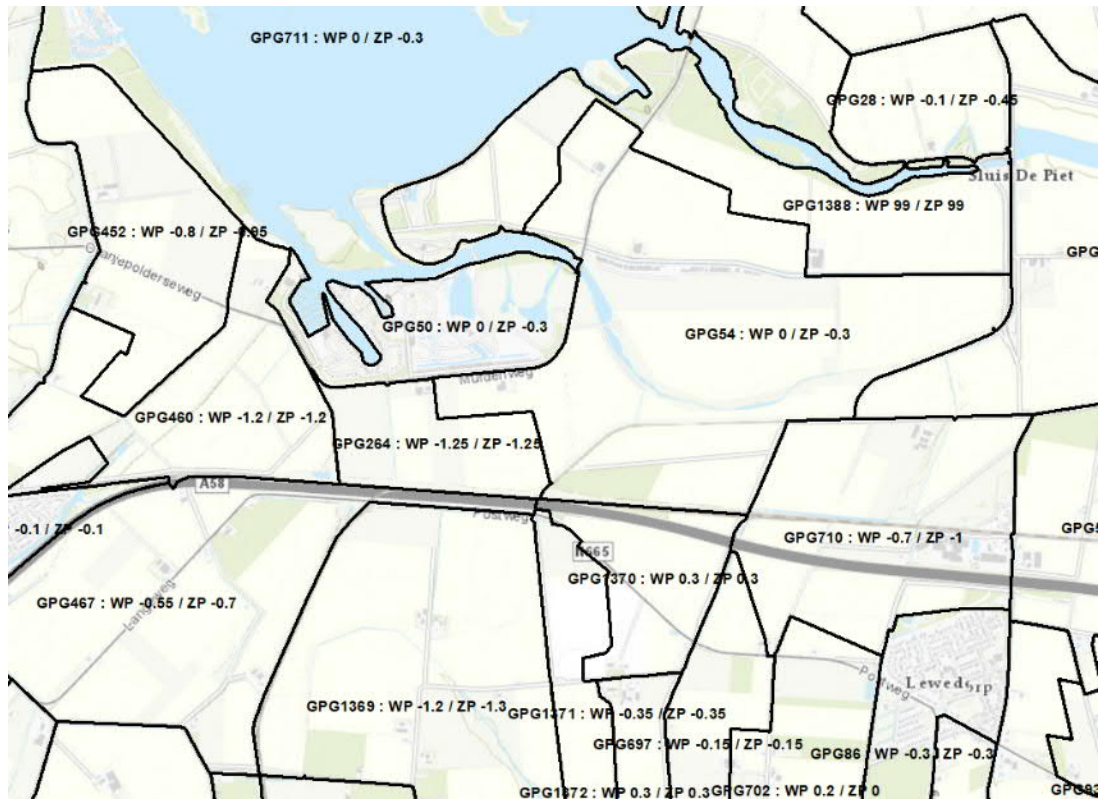 GPG711 : WP 0 / ZP -0.3
GPG28 : WP -0.1 / ZP -0.45
Sluis De Piet
GPG1388 : WP 99 / ZP 99
GPG452 : WP -0.8 / ZP -0.95
Oranjepolderseweg
GPG
GPG50 : WP 0 / ZP -0.3
GPG54 : WP 0 / ZP -0.3
Muidenweg
GPG460 : WP -1.2 / ZP -1.2
GPG264 : WP -1.25 / ZP -1.25
A58
Postweg
-0.1 / ZP -0.1
GPG5
GPG710 : WP -0.7 / ZP -1
N665
GPG1370 : WP 0.3 / ZP 0.3
GPG467 : WP -0.55 / ZP -0.7
Langeweg
Lewedorp
Postweg
GPG1369 : WP -1.2 / ZP -1.3
GPG1371 : WP -0.35 / ZP -0.35
GPG697 : WP -0.15 / ZP -0.15
GPG86 : WP -0.3 / ZP -0.3
GPG1372 : WP 0.3 / ZP 0.3
GPG702 : WP 0.2 / ZP 0
GPG93